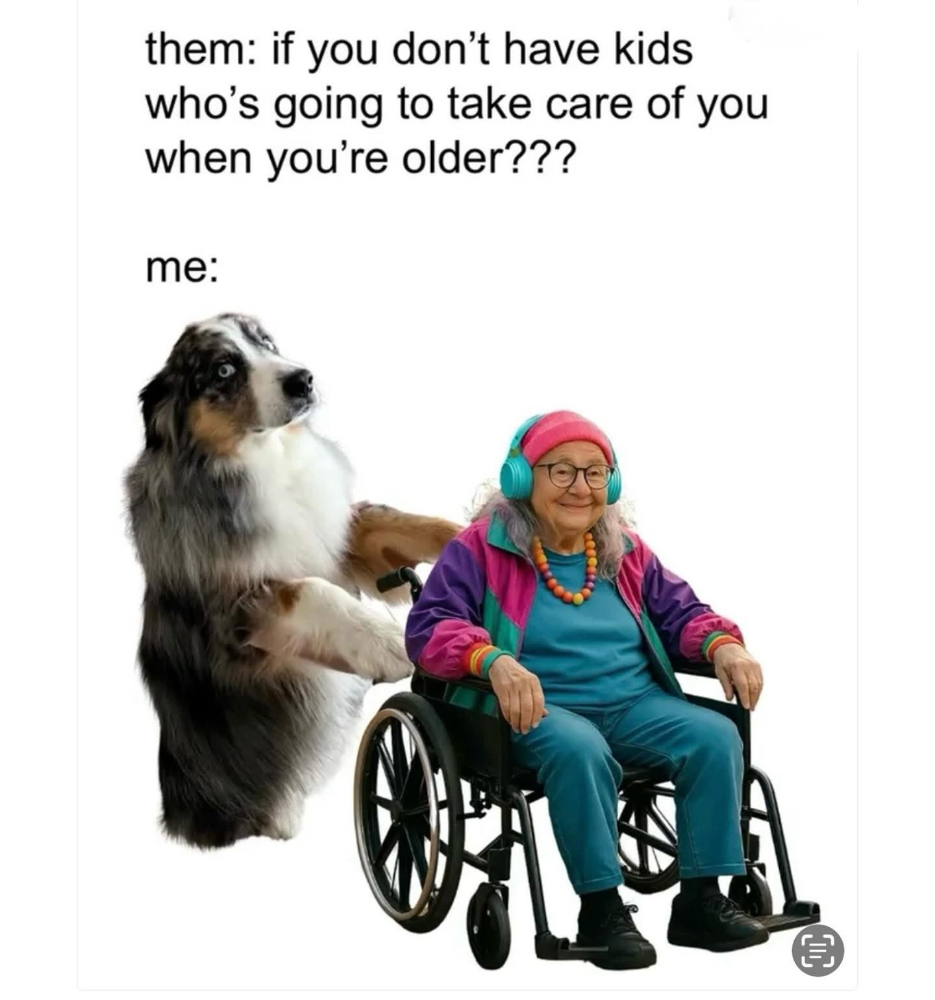 them: if you don’t have kids
who’s going to take care of you
when you’re older???
me: